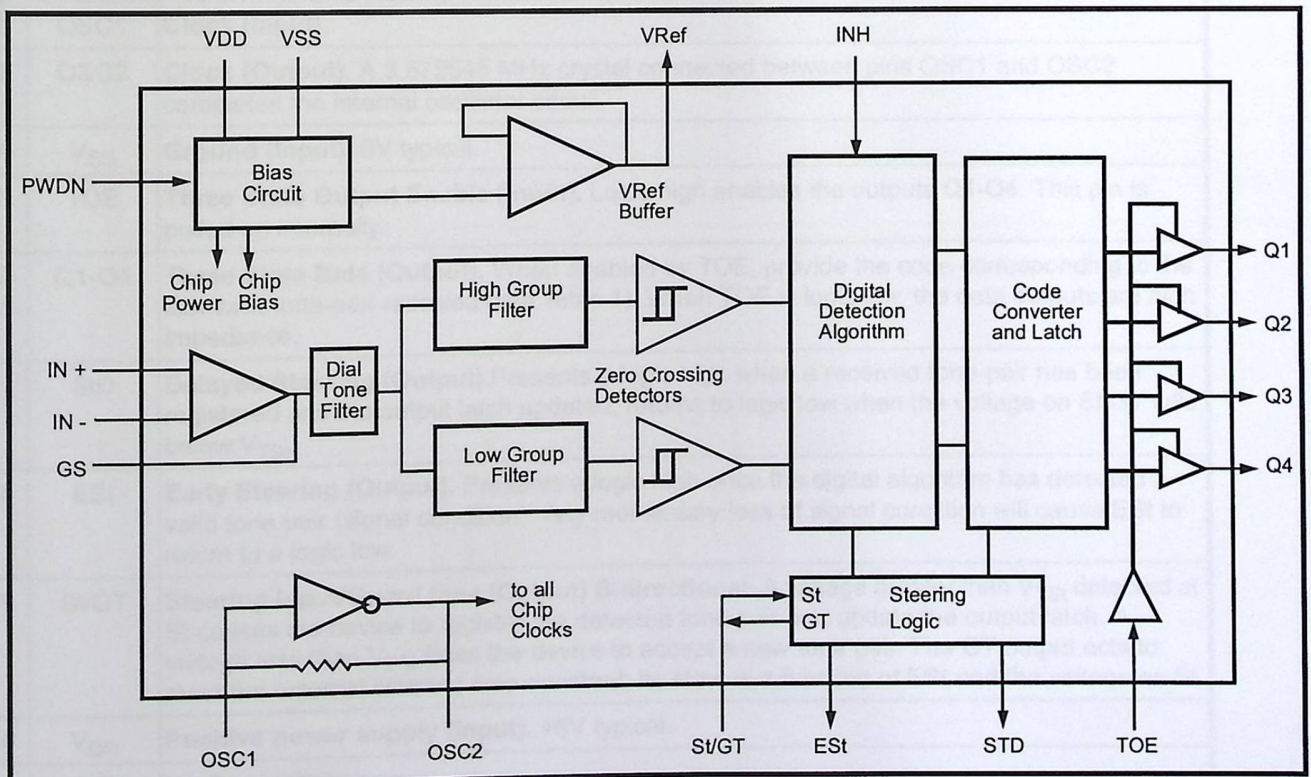 VDD VSS VRef INH
PWDN
Bias
Circuit
VRef
Buffer
Chip
Power
Chip
Bias
High Group
Filter
Digital
Detection
Algorithm
Code
Converter
and Latch
Q1
Q2
IN +
IN -
GS
Dial
Tone
Filter
Zero Crossing
Detectors
Q3
Low Group
Filter
Q4
to all
Chip
Clocks
St
GT
Steering
Logic
OSC1 OSC2 St/GT ESt STD TOE